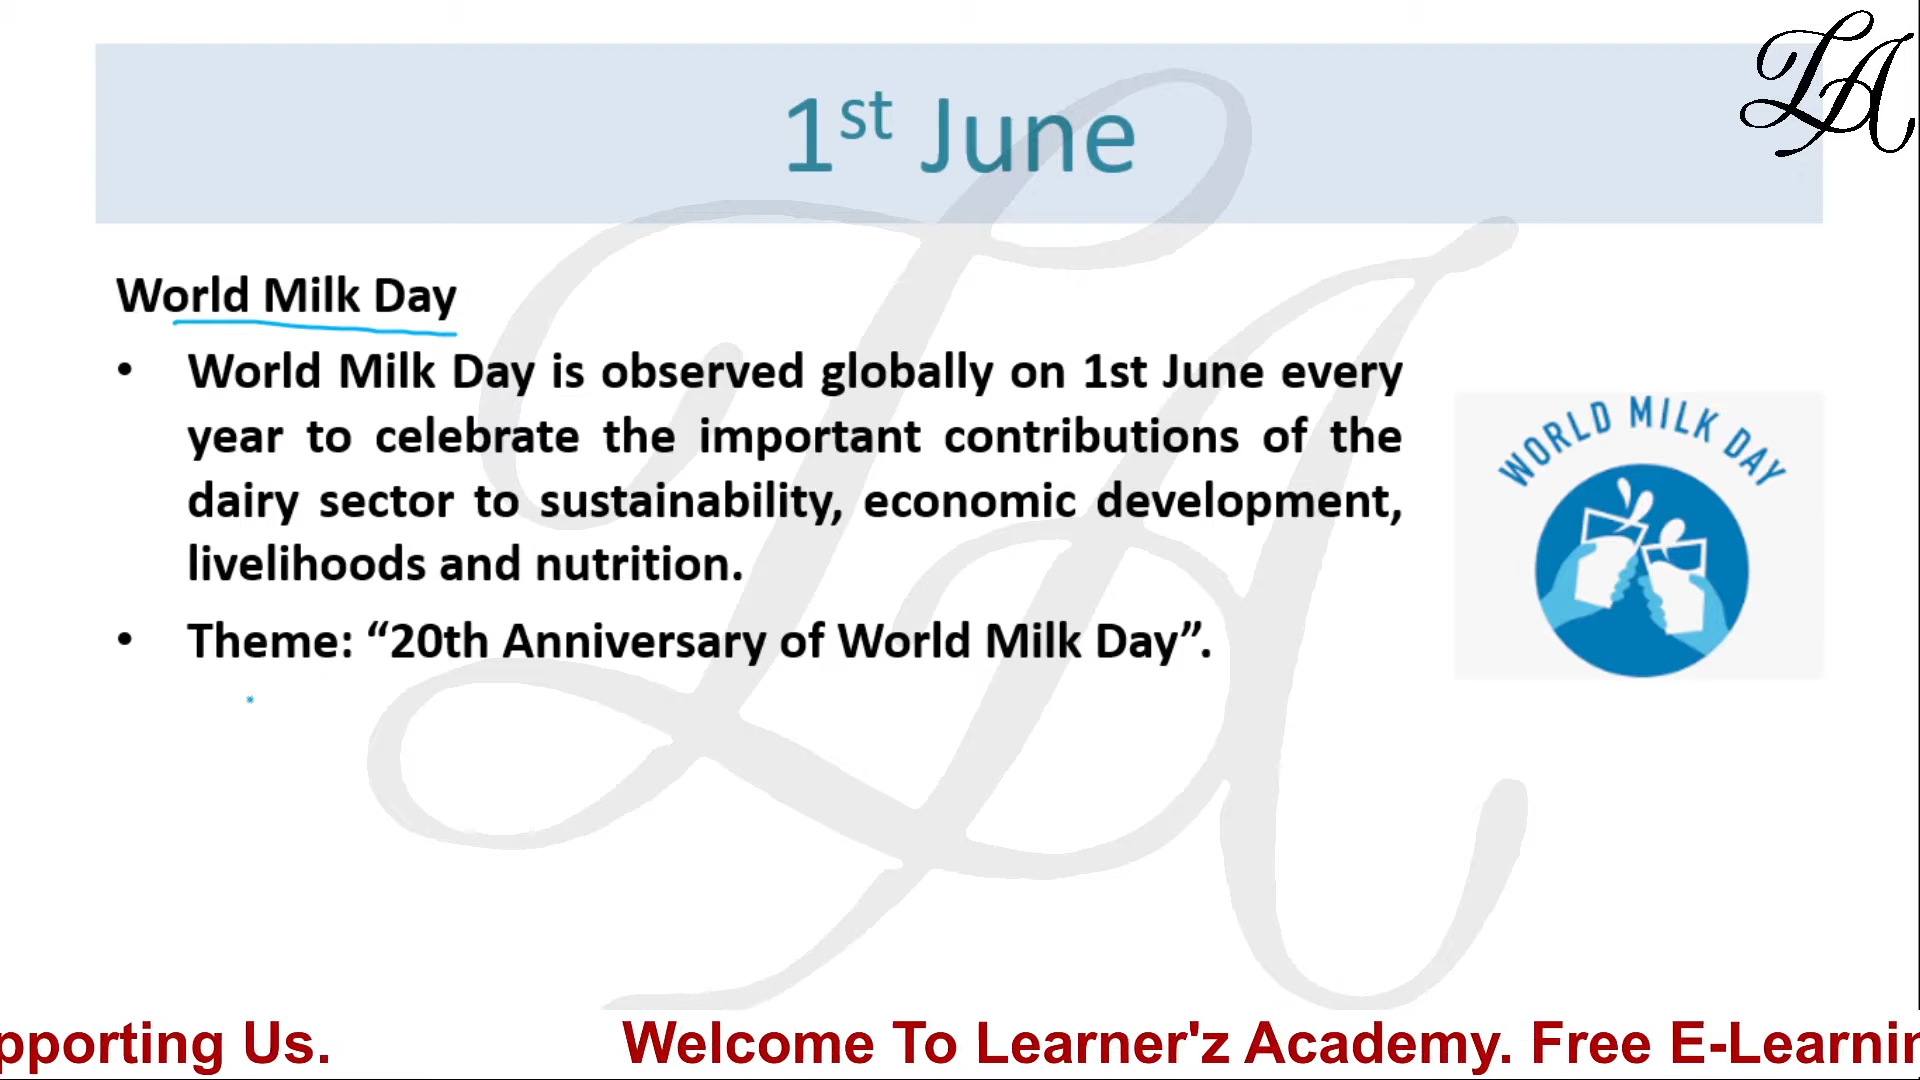 LA
1st June
World Milk Day
• World Milk Day is observed globally on 1st June every
year to celebrate the important contributions of the
dairy sector to sustainability, economic development,
livelihoods and nutrition.
• Theme: “20th Anniversary of World Milk Day”.
WORLD MILK DAY
pporting Us. Welcome To Learner'z Academy. Free E-Learnin